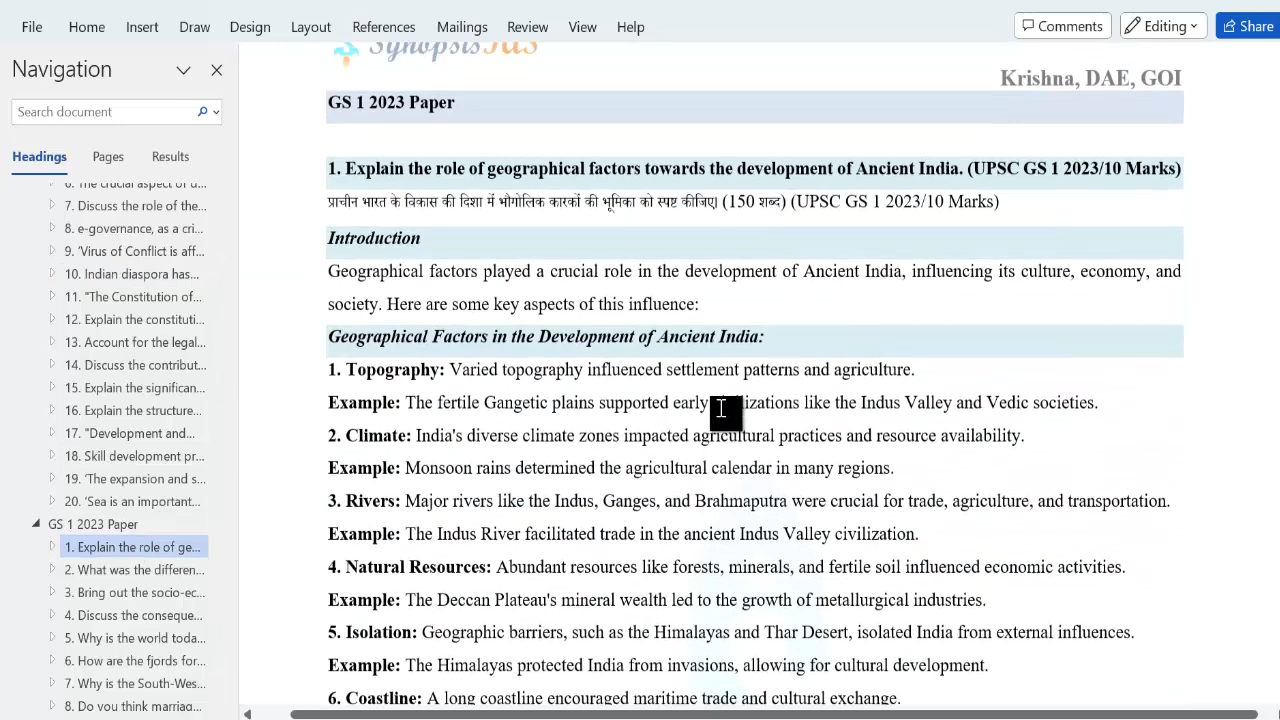 File Home Insert Draw Design Layout References Mailings Review View Help Comments Editing Share
Navigation
Search document
Headings Pages Results
7. Discuss the role of the...
8. e-governance, as a cri...
9. 'Virus of Conflict is aff...
10. Indian diaspora has...
11. "The Constitution of...
12. Explain the constituti...
13. Account for the legal...
14. Discuss the contribut...
15. Explain the significan...
16. Explain the structure...
17. "Development and...
18. Skill development pr...
19. 'The expansion and s...
20. 'Sea is an important...
GS 1 2023 Paper
1. Explain the role of ge...
2. What was the differen...
3. Bring out the socio-ec...
4. Discuss the conseque...
5. Why is the world toda...
6. How are the fjords for...
7. Why is the South-Wes...
8. Do you think marriag...
SynopsisIAS
Krishna, DAE, GOI
GS 1 2023 Paper
1. Explain the role of geographical factors towards the development of Ancient India. (UPSC GS 1 2023/10 Marks)
प्राचीन भारत के विकास की दिशा में भौगोलिक कारकों की भूमिका को स्पष्ट कीजिए। (150 शब्द) (UPSC GS 1 2023/10 Marks)
Introduction
Geographical factors played a crucial role in the development of Ancient India, influencing its culture, economy, and
society. Here are some key aspects of this influence:
Geographical Factors in the Development of Ancient India:
1. Topography: Varied topography influenced settlement patterns and agriculture.
Example: The fertile Gangetic plains supported early civilizations like the Indus Valley and Vedic societies.
2. Climate: India's diverse climate zones impacted agricultural practices and resource availability.
Example: Monsoon rains determined the agricultural calendar in many regions.
3. Rivers: Major rivers like the Indus, Ganges, and Brahmaputra were crucial for trade, agriculture, and transportation.
Example: The Indus River facilitated trade in the ancient Indus Valley civilization.
4. Natural Resources: Abundant resources like forests, minerals, and fertile soil influenced economic activities.
Example: The Deccan Plateau's mineral wealth led to the growth of metallurgical industries.
5. Isolation: Geographic barriers, such as the Himalayas and Thar Desert, isolated India from external influences.
Example: The Himalayas protected India from invasions, allowing for cultural development.
6. Coastline: A long coastline encouraged maritime trade and cultural exchange.